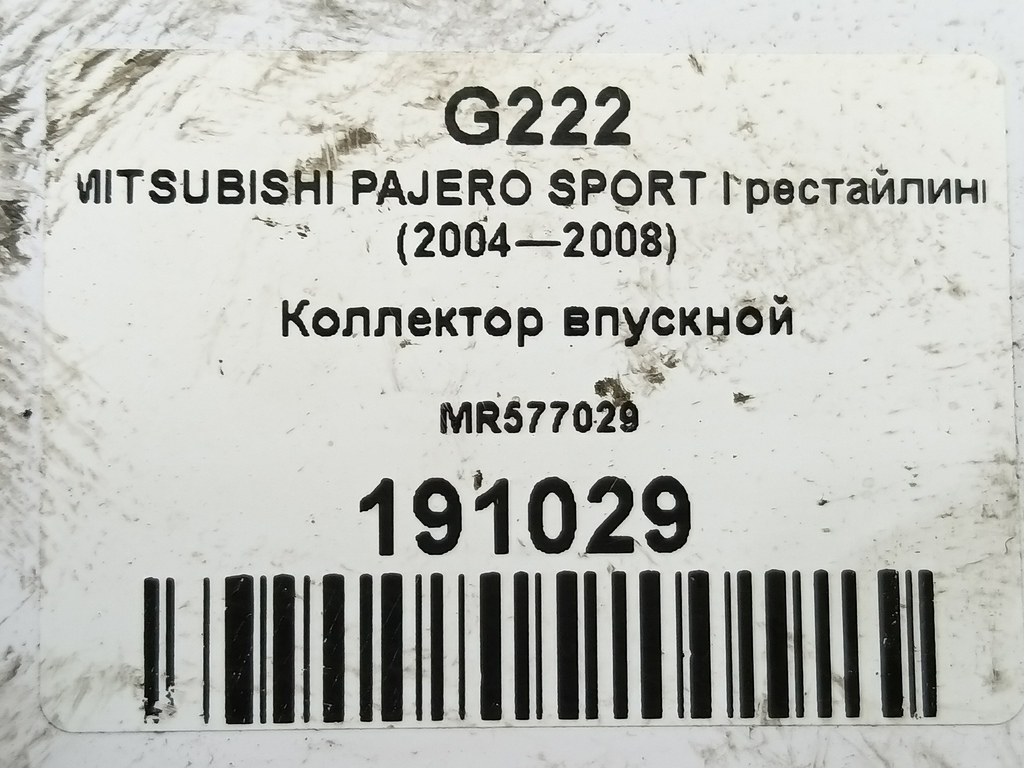 G222
MITSUBISHI PAJERO SPORT I рестайлинг
(2004—2008)
Коллектор впускной
MR577029
191029